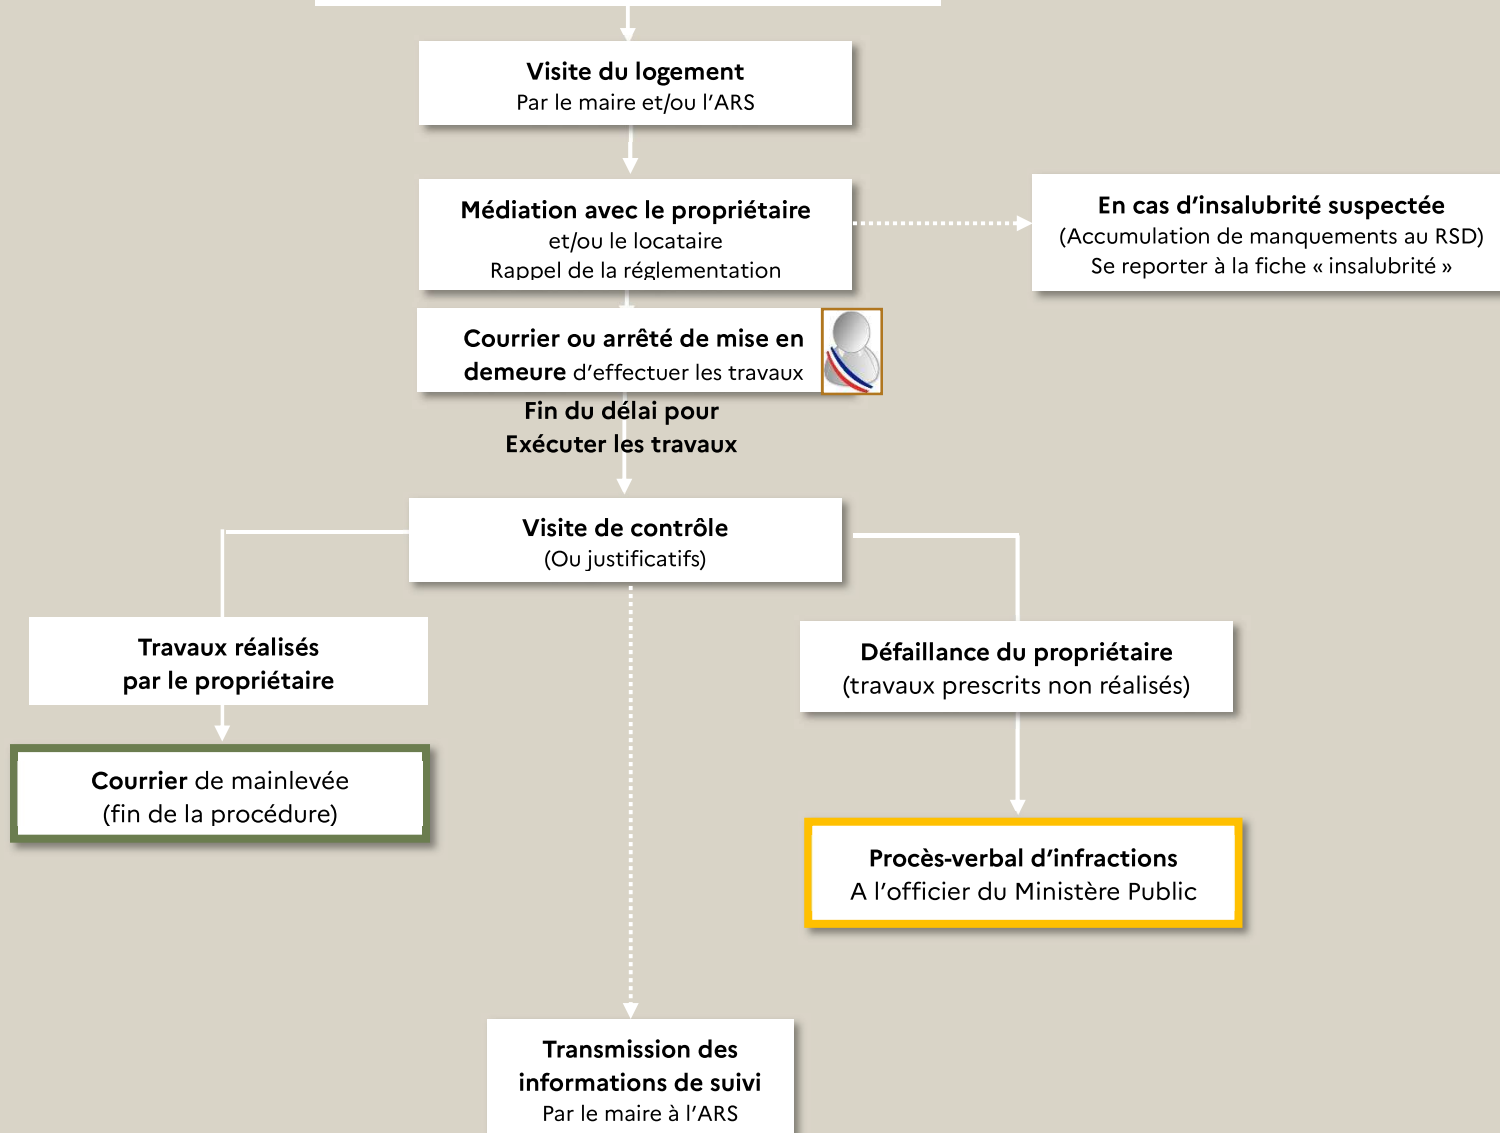 Visite du logement
Par le maire et/ou l’ARS
Médiation avec le propriétaire
et/ou le locataire
Rappel de la réglementation
En cas d’insalubrité suspectée
(Accumulation de manquements au RSD)
Se reporter à la fiche « insalubrité »
Courrier ou arrêté de mise en
demeure d’effectuer les travaux
Fin du délai pour
Exécuter les travaux
Visite de contrôle
(Ou justificatifs)
Travaux réalisés
par le propriétaire
Défaillance du propriétaire
(travaux prescrits non réalisés)
Courrier de mainlevée
(fin de la procédure)
Procès-verbal d’infractions
A l’officier du Ministère Public
Transmission des
informations de suivi
Par le maire à l’ARS